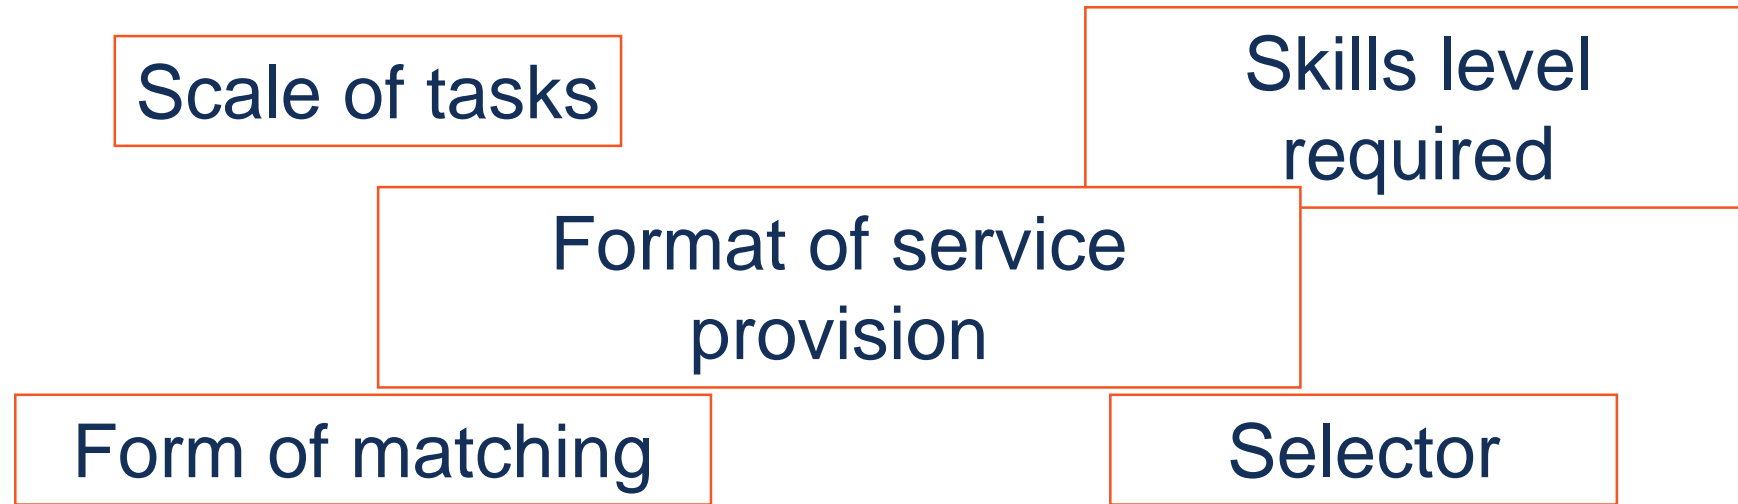 Scale of tasks
Skills level
required
Format of service
provision
Form of matching
Selector